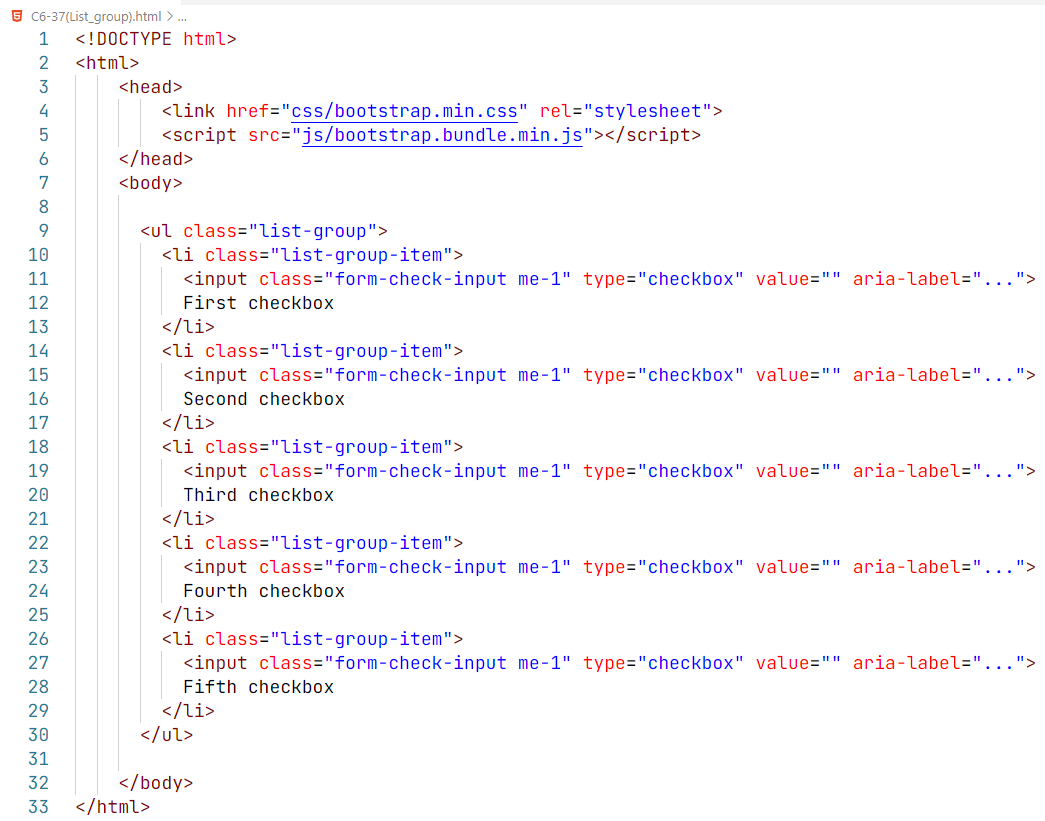 C6-37(List_group).html > ...
1 <!DOCTYPE html>
2 <html>
3     <head>
4         <link href="css/bootstrap.min.css" rel="stylesheet">
5         <script src="js/bootstrap.bundle.min.js"></script>
6     </head>
7     <body>
8
9       <ul class="list-group">
10         <li class="list-group-item">
11           <input class="form-check-input me-1" type="checkbox" value="" aria-label="...">
12           First checkbox
13         </li>
14         <li class="list-group-item">
15           <input class="form-check-input me-1" type="checkbox" value="" aria-label="...">
16           Second checkbox
17         </li>
18         <li class="list-group-item">
19           <input class="form-check-input me-1" type="checkbox" value="" aria-label="...">
20           Third checkbox
21         </li>
22         <li class="list-group-item">
23           <input class="form-check-input me-1" type="checkbox" value="" aria-label="...">
24           Fourth checkbox
25         </li>
26         <li class="list-group-item">
27           <input class="form-check-input me-1" type="checkbox" value="" aria-label="...">
28           Fifth checkbox
29         </li>
30       </ul>
31
32     </body>
33 </html>